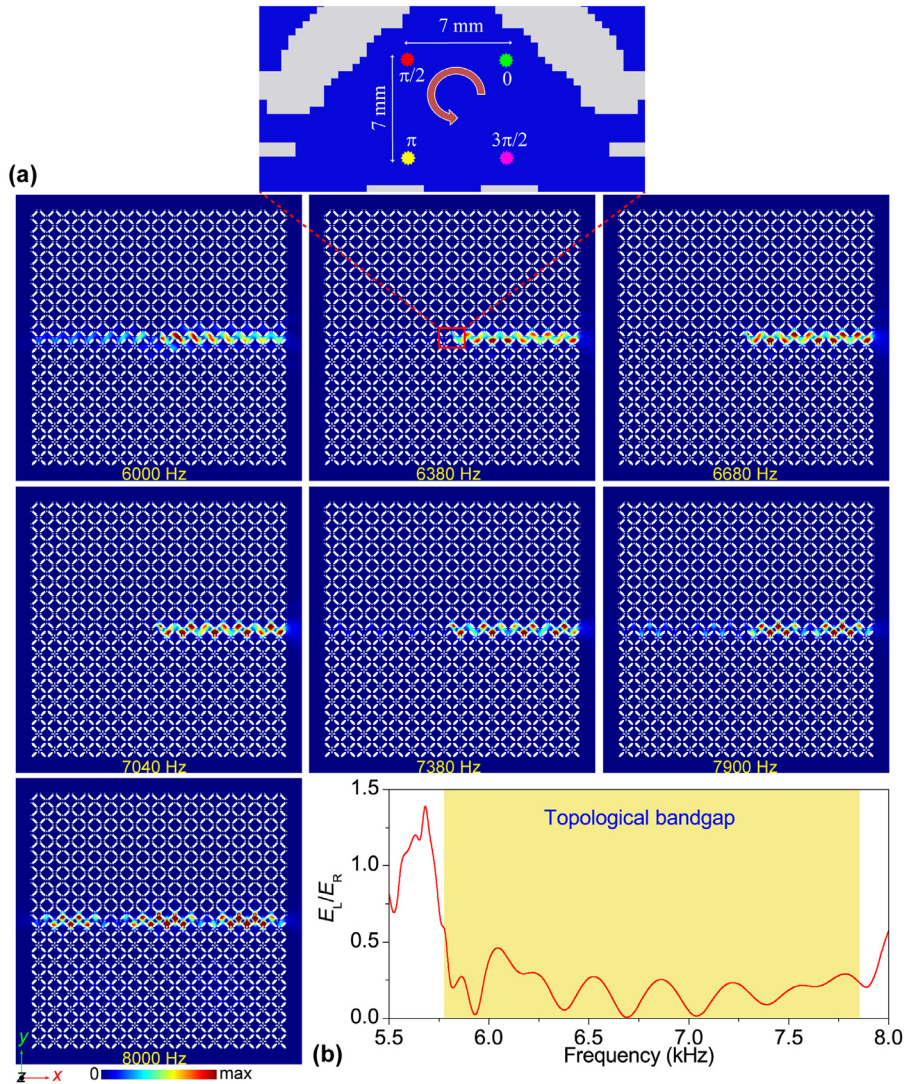 7 mm
π/2
0
7 mm
π
3π/2
(a)
6000 Hz
6380 Hz
6680 Hz
7040 Hz
7380 Hz
7900 Hz
8000 Hz
y
z
x
0
max
(b)
1.5
1.0
0.5
0.0
E_L/E_R
Topological bandgap
5.5
6.0
6.5
7.0
7.5
8.0
Frequency (kHz)